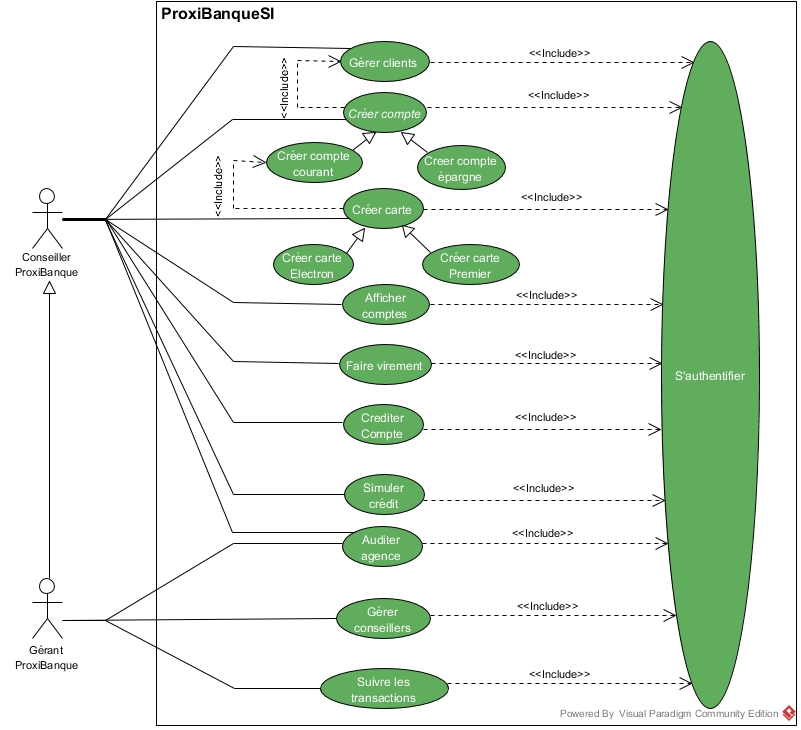 ProxiBanqueSI
Gérer clients
<<Include>>
<<Include>>
Créer compte
<<Include>>
Créer compte
courant
Creer compte
épargne
<<Include>>
Créer carte
<<Include>>
Créer carte
Electron
Créer carte
Premier
Conseiller
ProxiBanque
Afficher
comptes
<<Include>>
Faire virement
<<Include>>
S'authentifier
Crediter
Compte
<<Include>>
Simuler
crédit
<<Include>>
Auditer
agence
<<Include>>
Gérer
conseillers
<<Include>>
Gérant
ProxiBanque
Suivre les
transactions
<<Include>>
Powered By Visual Paradigm Community Edition